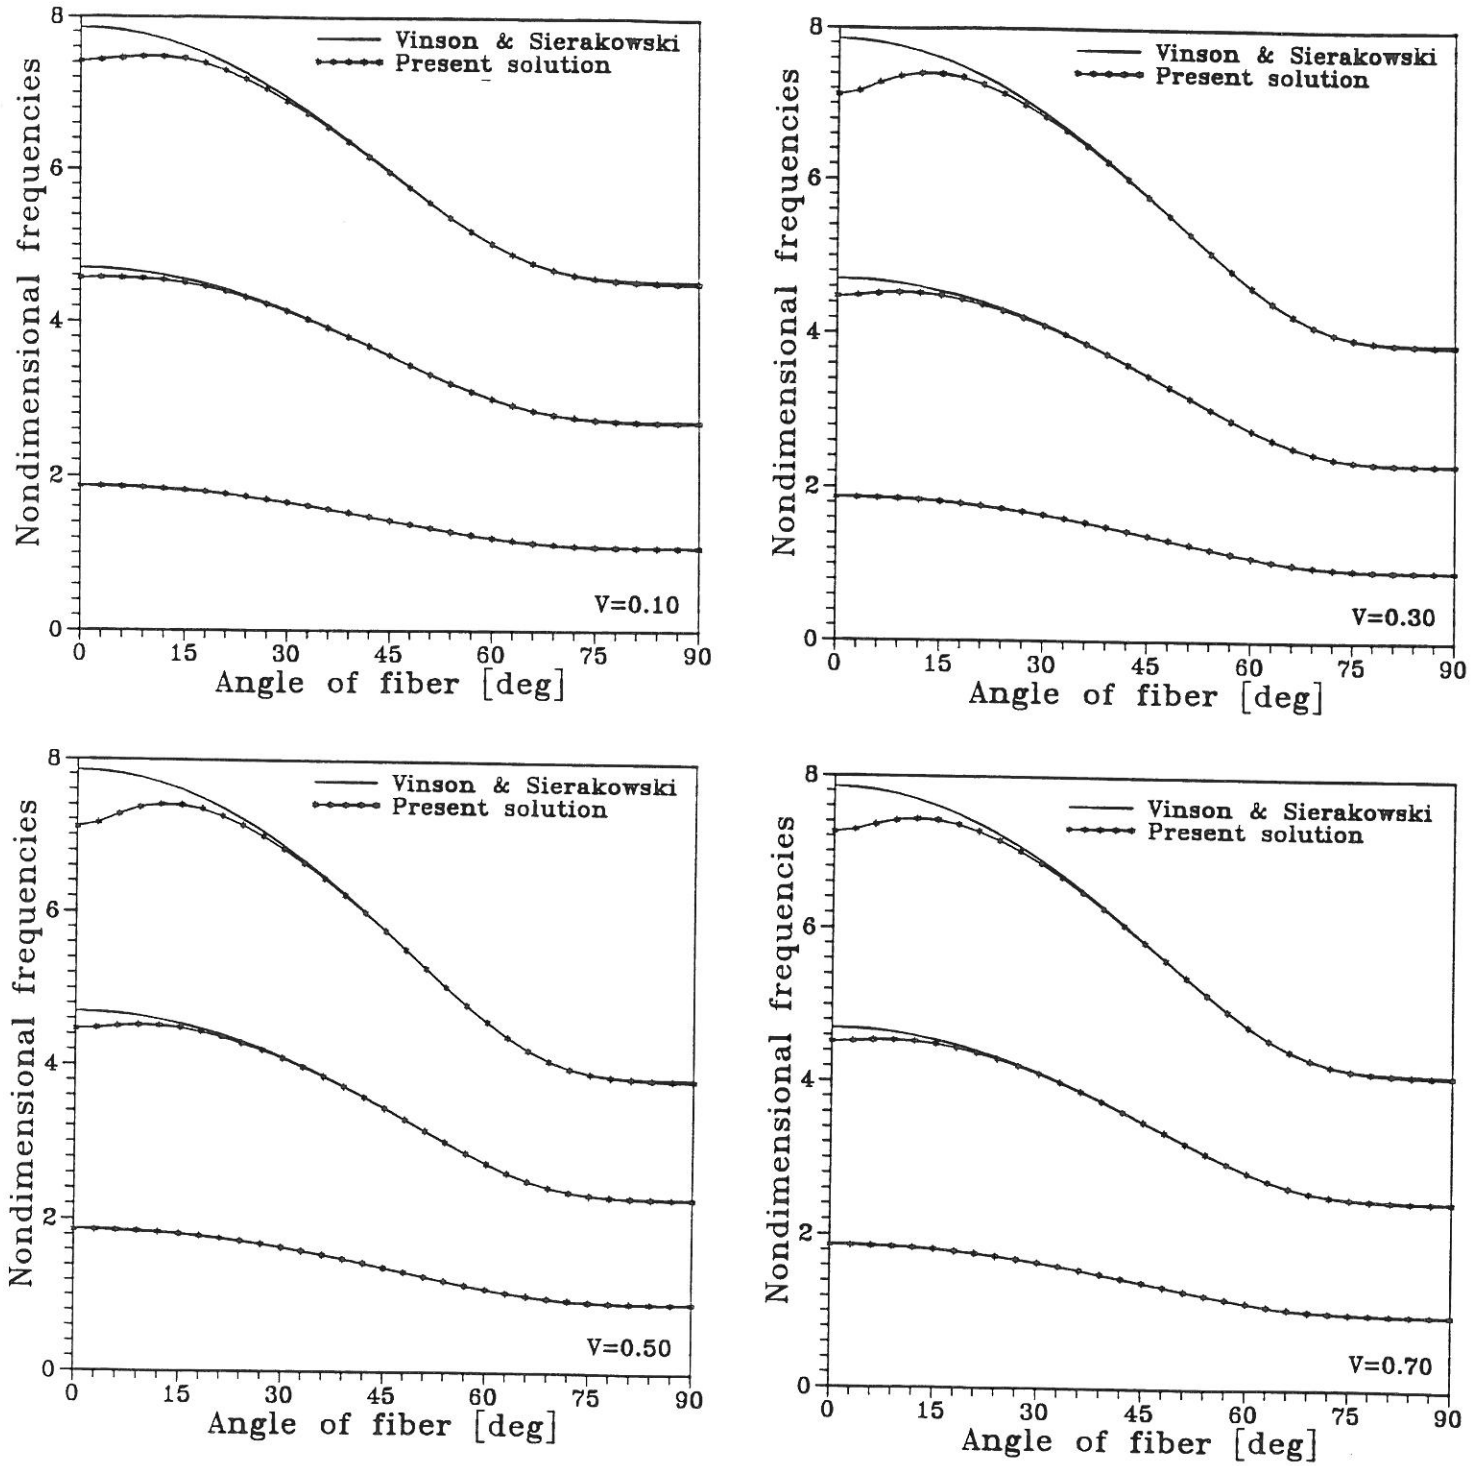 8
6
4
2
0
Nondimensional frequencies
Vinson & Sierakowski
Present solution
V=0.10
0 15 30 45 60 75 90
Angle of fiber [deg]
8
6
4
2
0
Nondimensional frequencies
Vinson & Sierakowski
Present solution
V=0.30
0 15 30 45 60 75 90
Angle of fiber [deg]
8
6
4
2
0
Nondimensional frequencies
Vinson & Sierakowski
Present solution
V=0.50
0 15 30 45 60 75 90
Angle of fiber [deg]
8
6
4
2
0
Nondimensional frequencies
Vinson & Sierakowski
Present solution
V=0.70
0 15 30 45 60 75 90
Angle of fiber [deg]